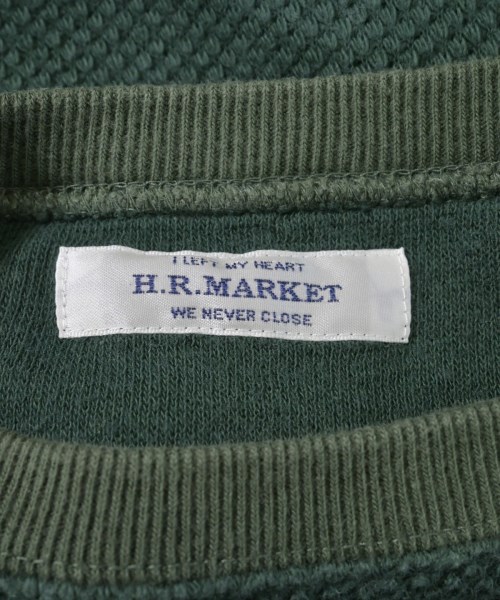 I LEFT MY HEART
H.R.MARKET
WE NEVER CLOSE